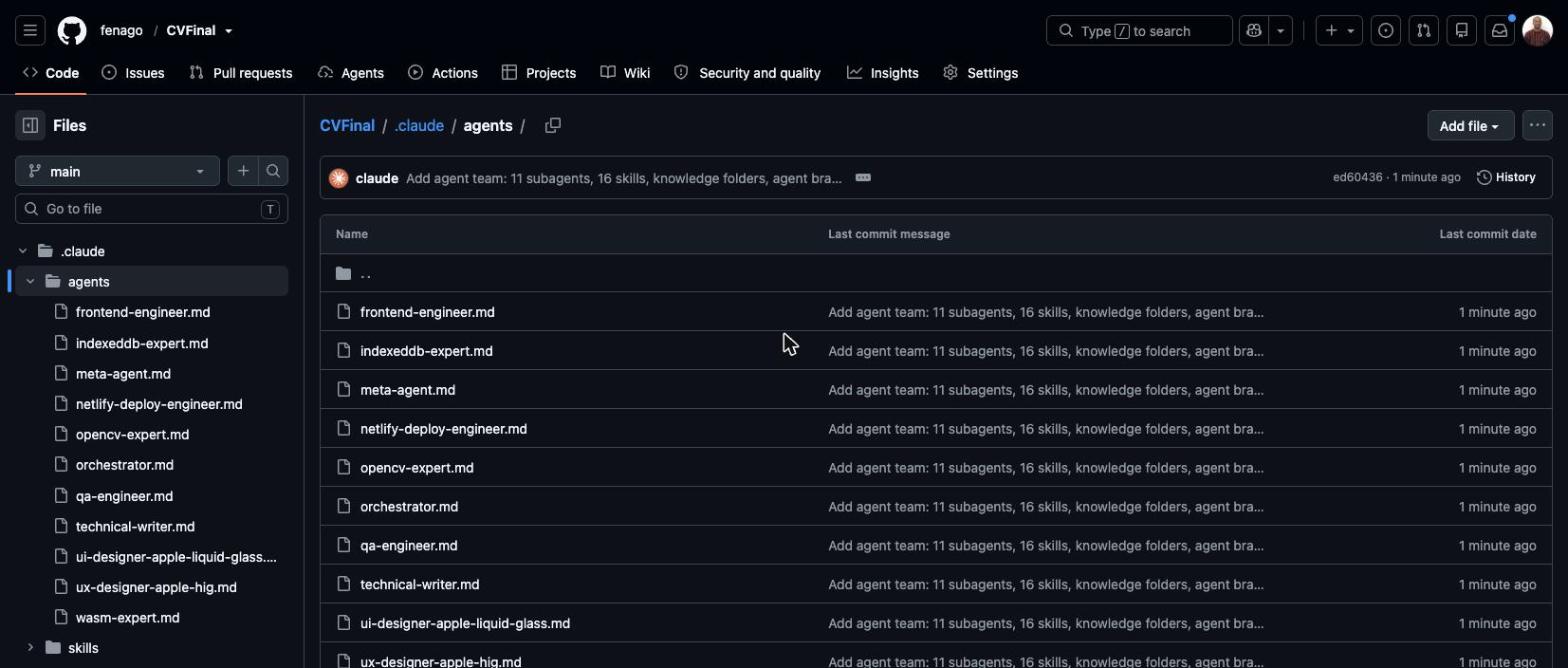 fenago / CVFinal
Type / to search
Code Issues Pull requests Agents Actions Projects Wiki Security and quality Insights Settings
Files
main
Go to file T
.claude
agents
frontend-engineer.md
indexeddb-expert.md
meta-agent.md
netlify-deploy-engineer.md
opencv-expert.md
orchestrator.md
qa-engineer.md
technical-writer.md
ui-designer-apple-liquid-glass....
ux-designer-apple-hig.md
wasm-expert.md
skills
CVFinal / .claude / agents /
Add file
claude Add agent team: 11 subagents, 16 skills, knowledge folders, agent bra... ed60436 · 1 minute ago History
Name Last commit message Last commit date
..
frontend-engineer.md Add agent team: 11 subagents, 16 skills, knowledge folders, agent bra... 1 minute ago
indexeddb-expert.md Add agent team: 11 subagents, 16 skills, knowledge folders, agent bra... 1 minute ago
meta-agent.md Add agent team: 11 subagents, 16 skills, knowledge folders, agent bra... 1 minute ago
netlify-deploy-engineer.md Add agent team: 11 subagents, 16 skills, knowledge folders, agent bra... 1 minute ago
opencv-expert.md Add agent team: 11 subagents, 16 skills, knowledge folders, agent bra... 1 minute ago
orchestrator.md Add agent team: 11 subagents, 16 skills, knowledge folders, agent bra... 1 minute ago
qa-engineer.md Add agent team: 11 subagents, 16 skills, knowledge folders, agent bra... 1 minute ago
technical-writer.md Add agent team: 11 subagents, 16 skills, knowledge folders, agent bra... 1 minute ago
ui-designer-apple-liquid-glass.md Add agent team: 11 subagents, 16 skills, knowledge folders, agent bra... 1 minute ago
ux-designer-apple-hig.md Add agent team: 11 subagents, 16 skills, knowledge folders, agent bra... 1 minute ago